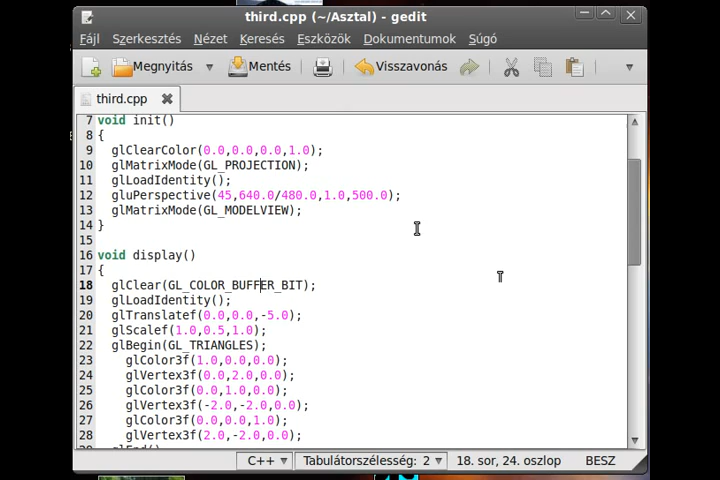 third.cpp (~/Asztal) - gedit
Fájl Szerkesztés Nézet Keresés Eszközök Dokumentumok Súgó
Megnyitás Mentés Visszavonás
third.cpp
7 void init()
8 {
9 glClearColor(0.0,0.0,0.0,1.0);
10 glMatrixMode(GL_PROJECTION);
11 glLoadIdentity();
12 gluPerspective(45,640.0/480.0,1.0,500.0);
13 glMatrixMode(GL_MODELVIEW);
14 }
15
16 void display()
17 {
18 glClear(GL_COLOR_BUFFER_BIT);
19 glLoadIdentity();
20 glTranslatef(0.0,0.0,-5.0);
21 glScalef(1.0,0.5,1.0);
22 glBegin(GL_TRIANGLES);
23 glColor3f(1.0,0.0,0.0);
24 glVertex3f(0.0,2.0,0.0);
25 glColor3f(0.0,1.0,0.0);
26 glVertex3f(-2.0,-2.0,0.0);
27 glColor3f(0.0,0.0,1.0);
28 glVertex3f(2.0,-2.0,0.0);
C++ Tabulátorszélesség: 2 18. sor, 24. oszlop BESZ